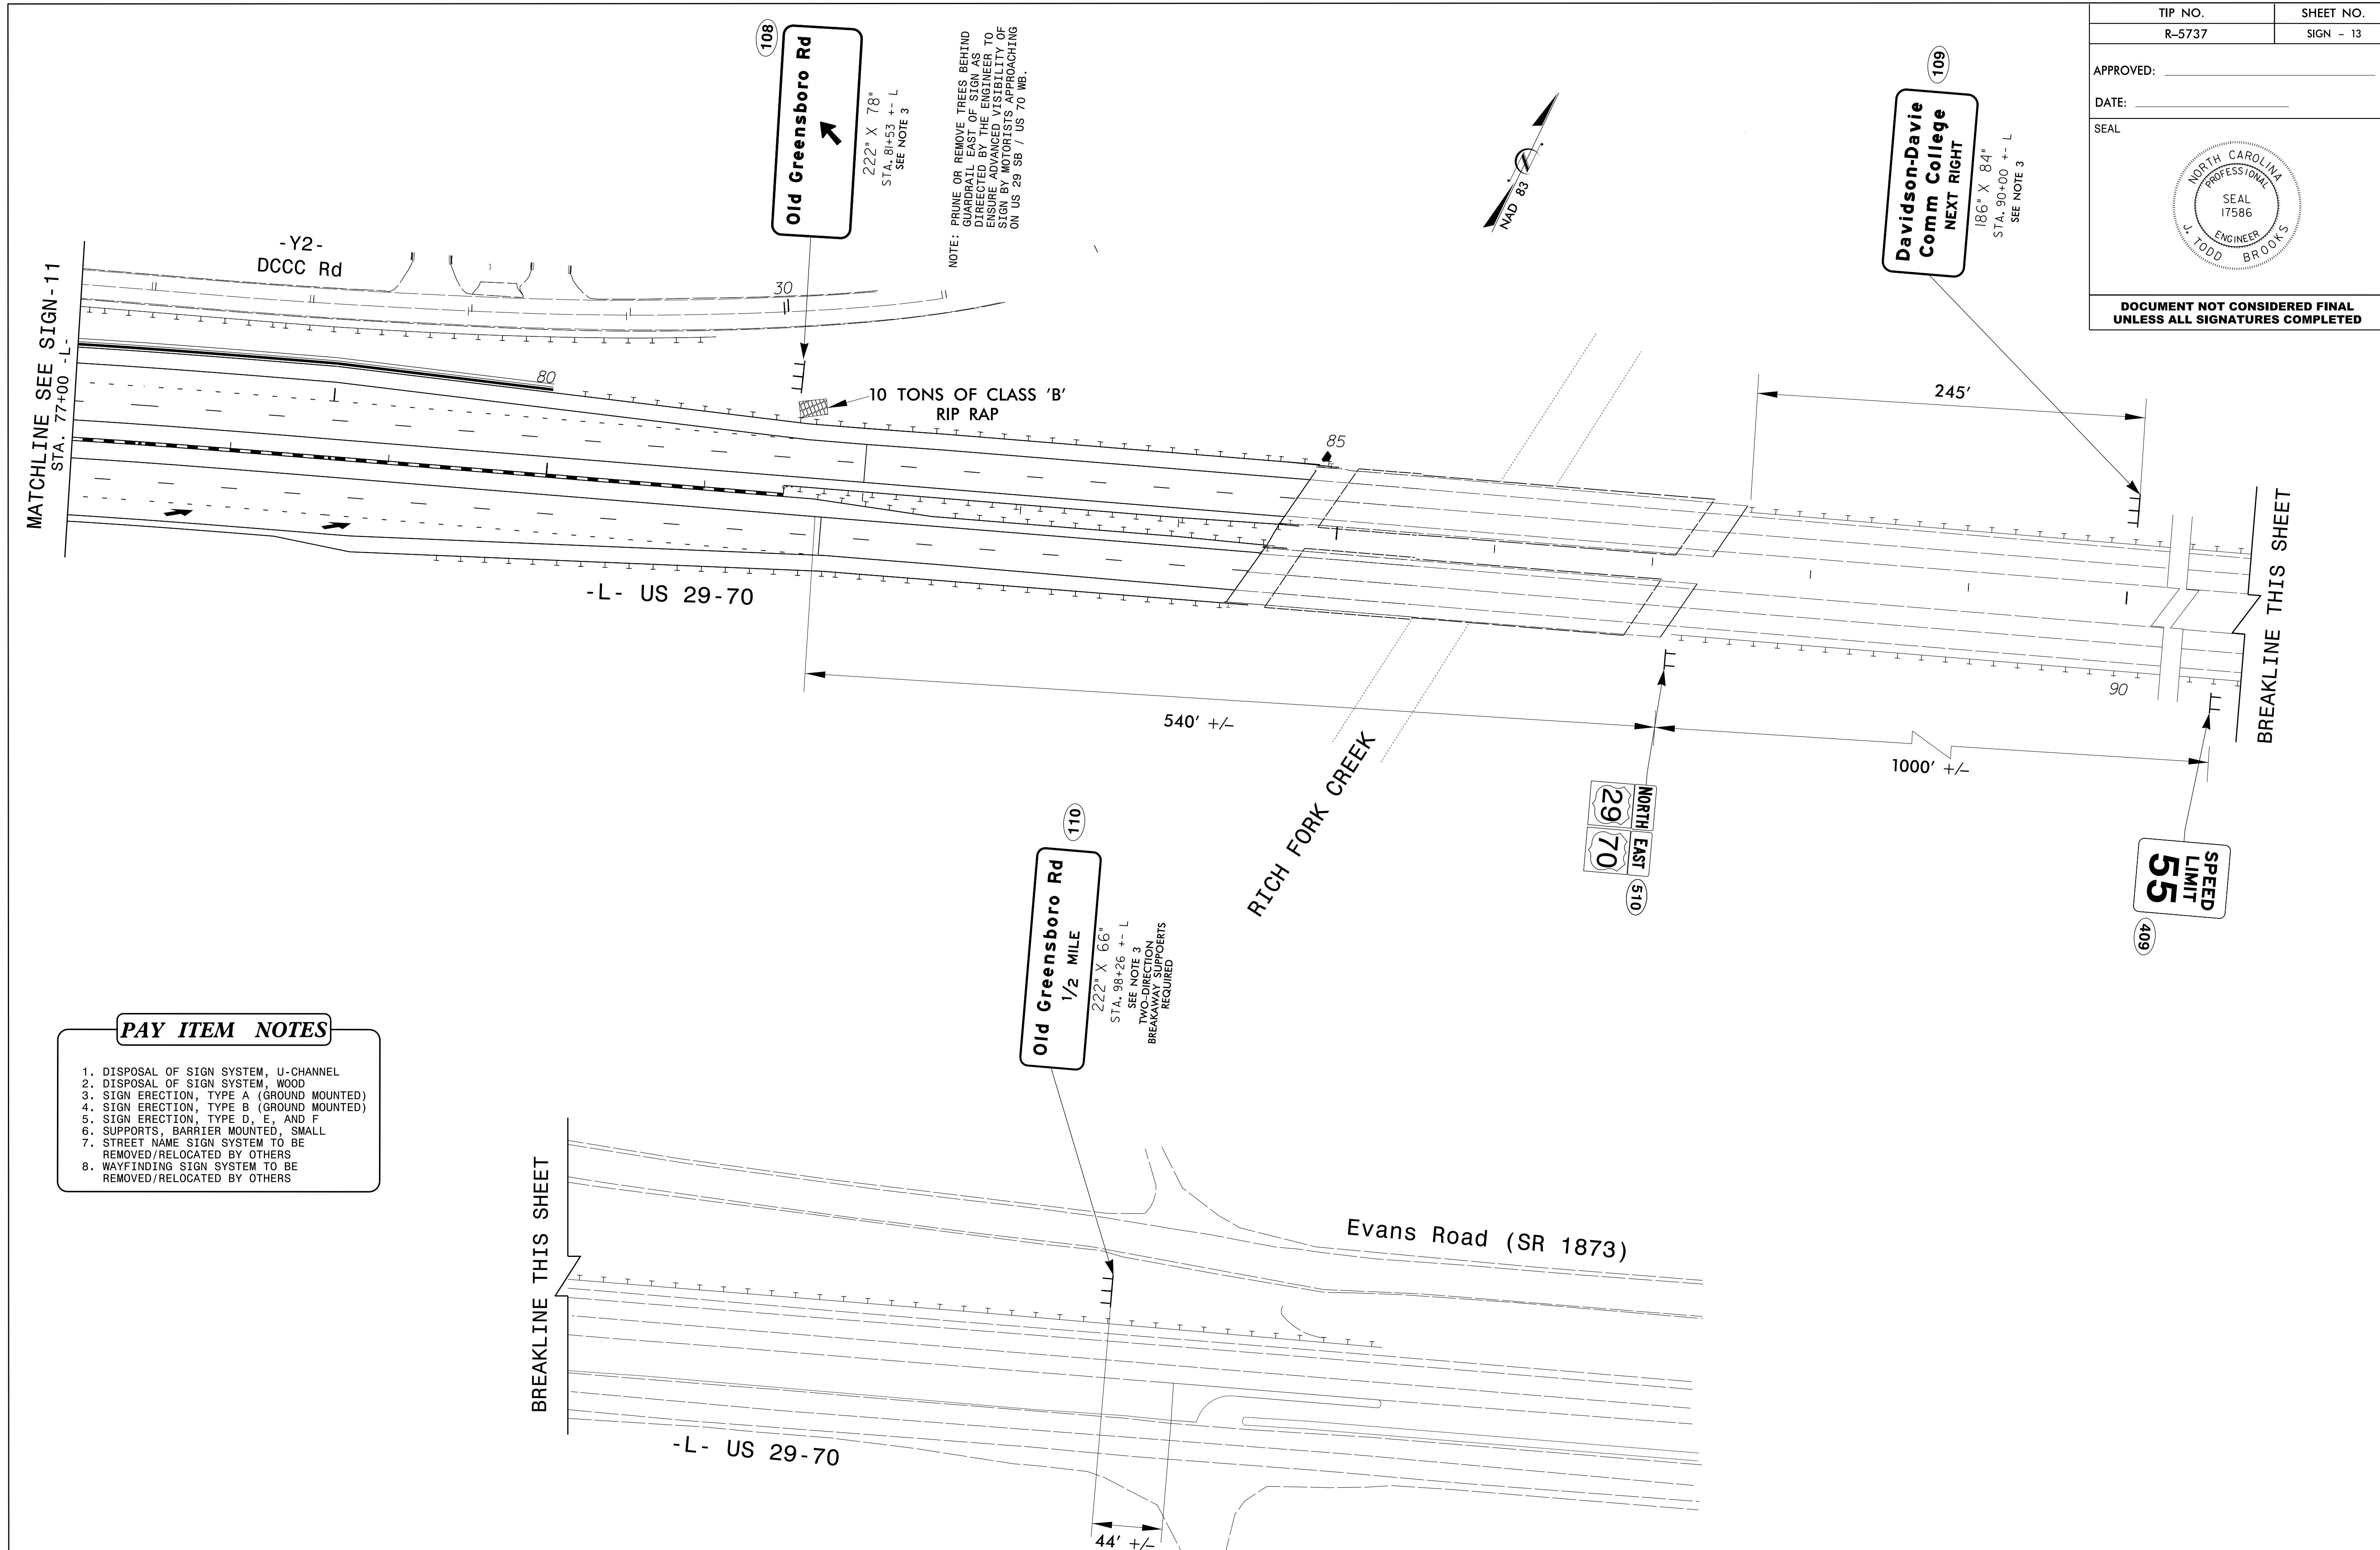 TIP NO.
SHEET NO.
R–5737
SIGN – 13
APPROVED:
DATE:
SEAL
NORTH CAROLINA
PROFESSIONAL
SEAL
17586
ENGINEER
J. TODD BROOKS
DOCUMENT NOT CONSIDERED FINAL
UNLESS ALL SIGNATURES COMPLETED
108
Old Greensboro Rd
222" X 78"
STA. 81+53 +- L
SEE NOTE 3
NOTE: PRUNE OR REMOVE TREES BEHIND
GUARDRAIL EAST OF SIGN AS
DIREECTED BY THE ENGINEER TO
ENSURE ADVANCED VISIBILITY OF
SIGN BY MOTORISTS APPROACHING
ON US 29 SB / US 70 WB.
NAD 83
109
Davidson-Davie
Comm College
NEXT RIGHT
186" X 84"
STA. 90+00 +- L
SEE NOTE 3
MATCHLINE SEE SIGN-11
STA. 77+00 -L-
-Y2-
DCCC Rd
30
80
10 TONS OF CLASS 'B'
RIP RAP
85
245'
BREAKLINE THIS SHEET
-L- US 29-70
90
540' +/–
1000' +/–
RICH FORK CREEK
NORTH EAST
29 70
510
SPEED
LIMIT
55
409
110
Old Greensboro Rd
1/2 MILE
222" X 66"
STA. 98+26 +- L
SEE NOTE 3
TWO–DIRECTION
BREAKAWAY SUPPOERTS
REQUIRED
PAY ITEM NOTES
1. DISPOSAL OF SIGN SYSTEM, U-CHANNEL
2. DISPOSAL OF SIGN SYSTEM, WOOD
3. SIGN ERECTION, TYPE A (GROUND MOUNTED)
4. SIGN ERECTION, TYPE B (GROUND MOUNTED)
5. SIGN ERECTION, TYPE D, E, AND F
6. SUPPORTS, BARRIER MOUNTED, SMALL
7. STREET NAME SIGN SYSTEM TO BE
REMOVED/RELOCATED BY OTHERS
8. WAYFINDING SIGN SYSTEM TO BE
REMOVED/RELOCATED BY OTHERS
BREAKLINE THIS SHEET
Evans Road (SR 1873)
-L- US 29-70
44' +/–